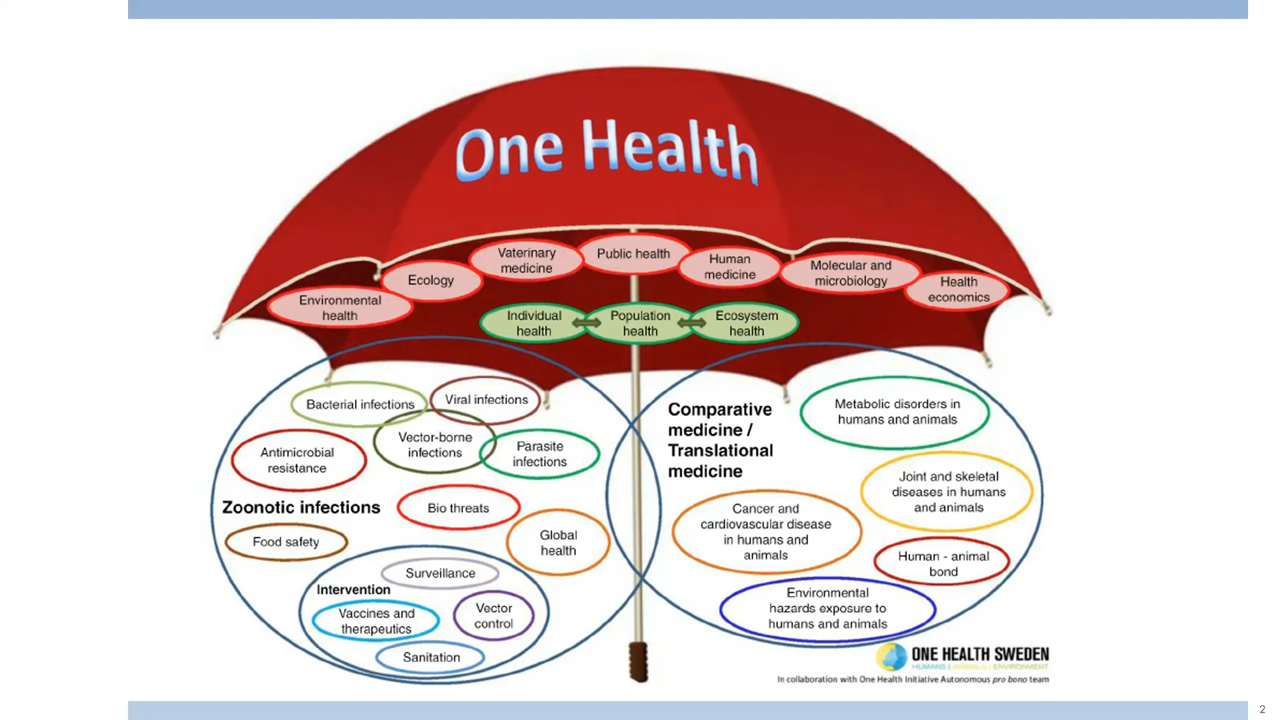 One Health
Vaterinary
medicine
Public health
Human
medicine
Ecology
Molecular and
microbiology
Environmental
health
Health
economics
Individual
health
Population
health
Ecosystem
health
Bacterial infections
Viral infections
Vector-borne
infections
Parasite
infections
Antimicrobial
resistance
Zoonotic infections
Bio threats
Food safety
Global
health
Intervention
Surveillance
Vaccines and
therapeutics
Vector
control
Sanitation
Comparative
medicine /
Translational
medicine
Metabolic disorders in
humans and animals
Joint and skeletal
diseases in humans
and animals
Cancer and
cardiovascular disease
in humans and
animals
Human - animal
bond
Environmental
hazards exposure to
humans and animals
ONE HEALTH SWEDEN
HUMANS | ANIMALS | ENVIRONMENT
In collaboration with One Health Initiative Autonomous pro bono team
2